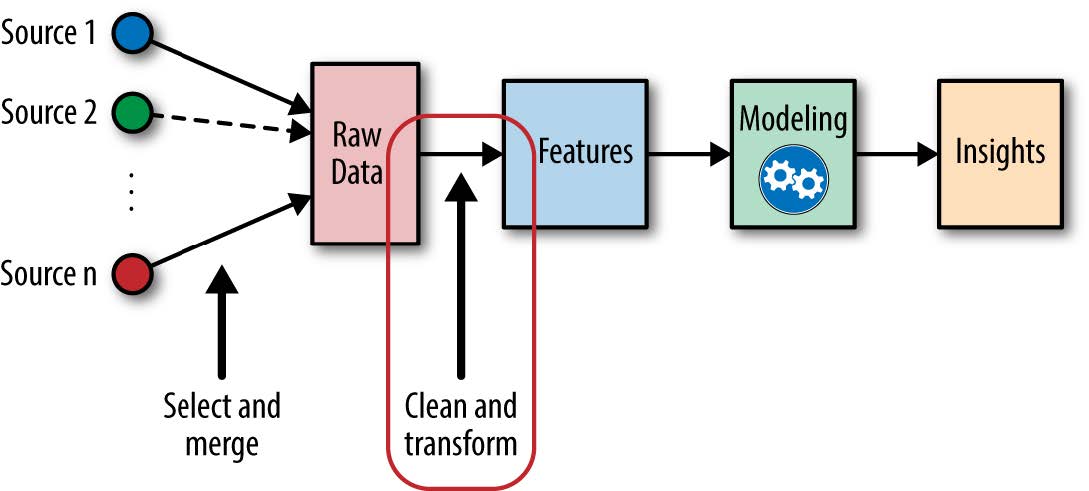 Source 1
Source 2
Source n
Raw
Data
Features
Modeling
Insights
Select and
merge
Clean and
transform